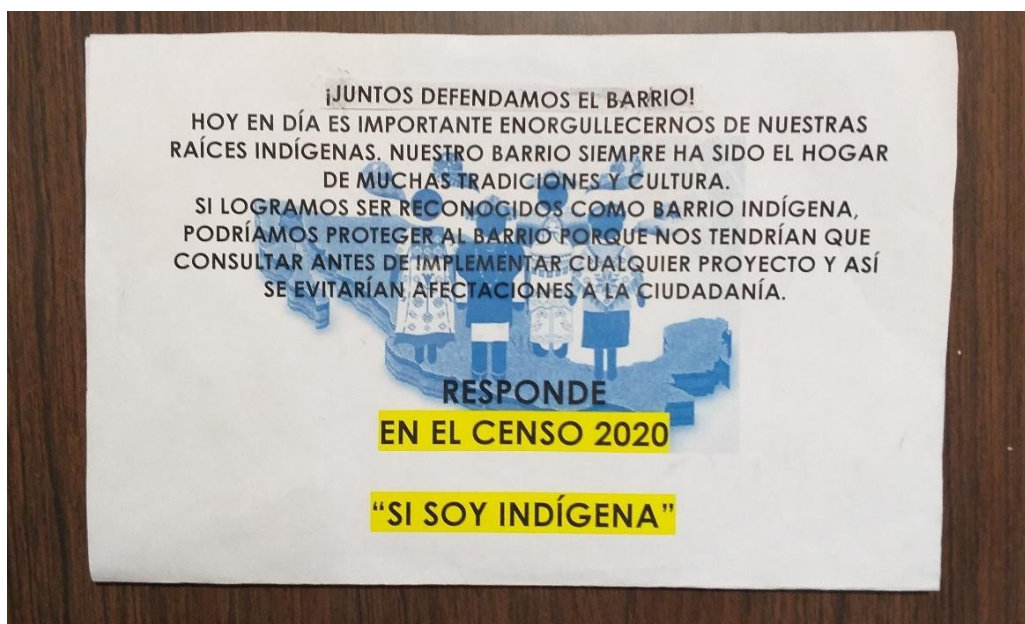 ¡JUNTOS DEFENDAMOS EL BARRIO!
HOY EN DÍA ES IMPORTANTE ENORGULLECERNOS DE NUESTRAS
RAÍCES INDÍGENAS. NUESTRO BARRIO SIEMPRE HA SIDO EL HOGAR
DE MUCHAS TRADICIONES Y CULTURA.
SI LOGRAMOS SER RECONOCIDOS COMO BARRIO INDÍGENA,
PODRÍAMOS PROTEGER AL BARRIO PORQUE NOS TENDRÍAN QUE
CONSULTAR ANTES DE IMPLEMENTAR CUALQUIER PROYECTO Y ASÍ
SE EVITARÍAN AFECTACIONES A LA CIUDADANÍA.
RESPONDE
EN EL CENSO 2020
“SI SOY INDÍGENA”